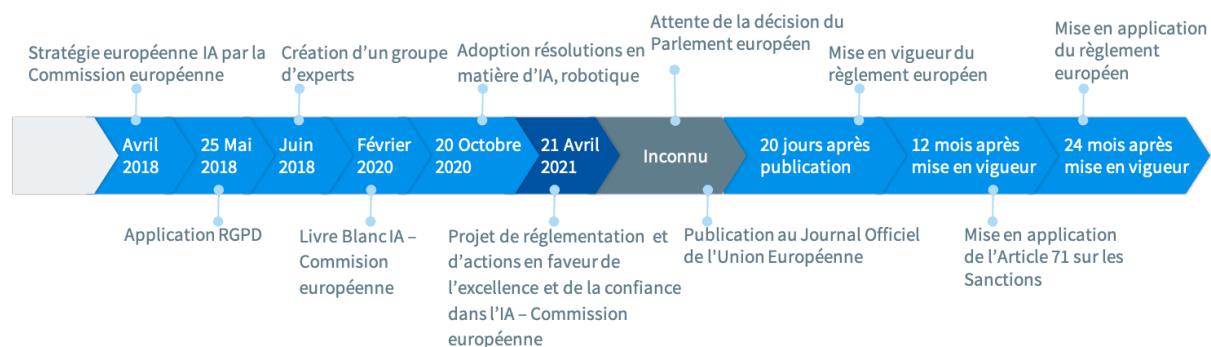 Stratégie européenne IA par la
Commission européenne
Création d'un groupe
d'experts
Adoption résolutions en
matière d'IA, robotique
Attente de la décision du
Parlement européen
Mise en vigueur du
règlement européen
Mise en application
du règlement
européen
Avril
2018
25 Mai
2018
Juin
2018
Février
2020
20 Octobre
2020
21 Avril
2021
Inconnu
20 jours après
publication
12 mois après
mise en vigueur
24 mois après
mise en vigueur
Application RGPD
Livre Blanc IA –
Commision
européenne
Projet de réglementation et
d'actions en faveur de
l'excellence et de la confiance
dans l'IA – Commission
européenne
Publication au Journal Officiel
de l'Union Européenne
Mise en application
de l'Article 71 sur les
Sanctions